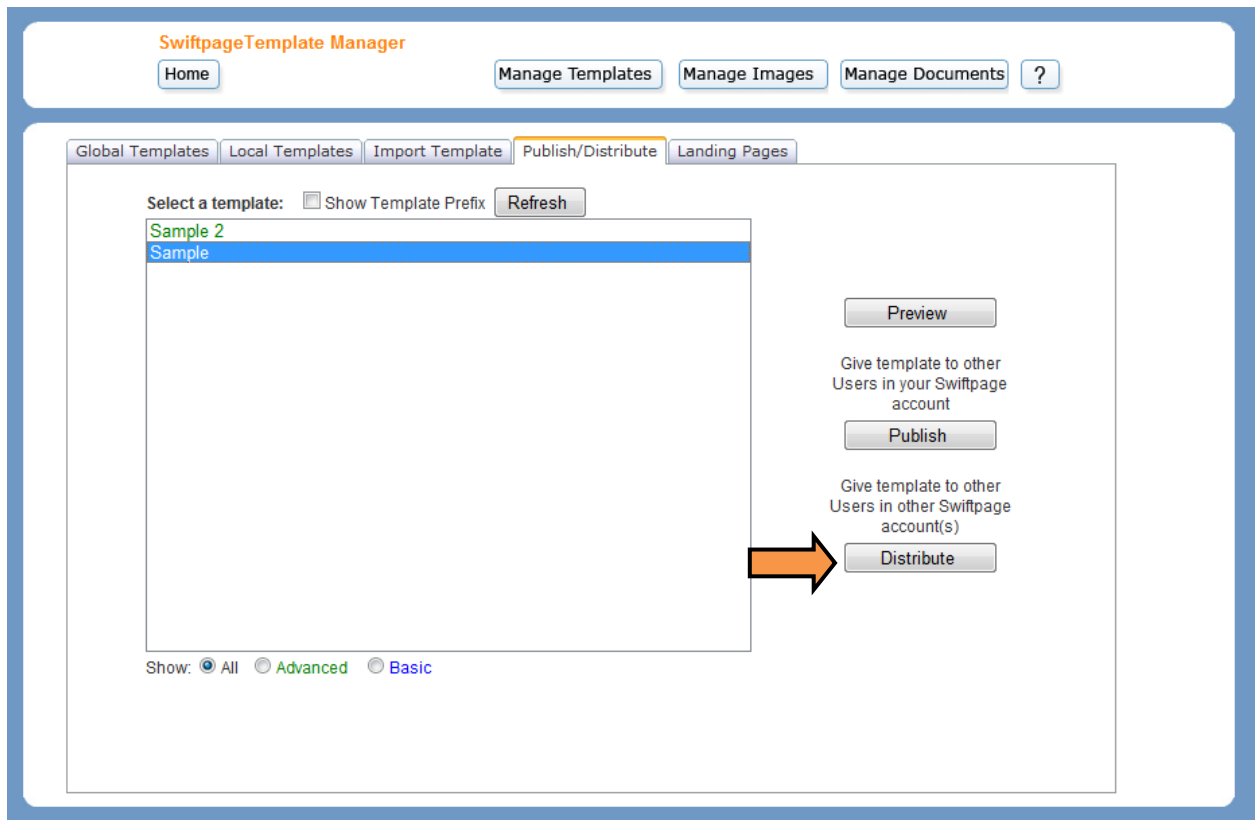 SwiftpageTemplate Manager
Home Manage Templates Manage Images Manage Documents ?
Global Templates Local Templates Import Template Publish/Distribute Landing Pages
Select a template: Show Template Prefix Refresh
Sample 2
Sample
Preview
Give template to other
Users in your Swiftpage
account
Publish
Give template to other
Users in other Swiftpage
account(s)
Distribute
Show: All Advanced Basic